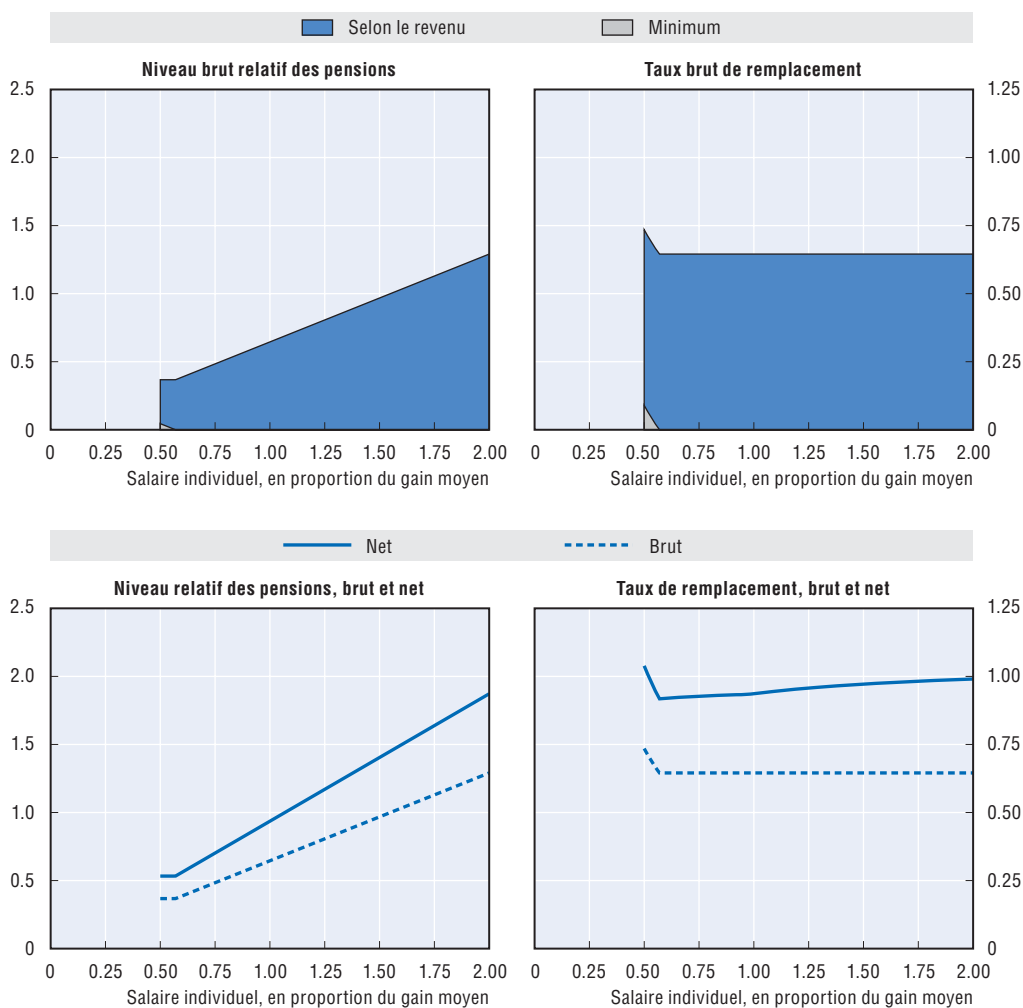 Selon le revenu Minimum
Niveau brut relatif des pensions
2.5
2.0
1.5
1.0
0.5
0
0 0.25 0.50 0.75 1.00 1.25 1.50 1.75 2.00
Salaire individuel, en proportion du gain moyen
Taux brut de remplacement
1.25
1.00
0.75
0.50
0.25
0
0 0.25 0.50 0.75 1.00 1.25 1.50 1.75 2.00
Salaire individuel, en proportion du gain moyen
Net Brut
Niveau relatif des pensions, brut et net
2.5
2.0
1.5
1.0
0.5
0
0 0.25 0.50 0.75 1.00 1.25 1.50 1.75 2.00
Salaire individuel, en proportion du gain moyen
Taux de remplacement, brut et net
1.25
1.00
0.75
0.50
0.25
0
0 0.25 0.50 0.75 1.00 1.25 1.50 1.75 2.00
Salaire individuel, en proportion du gain moyen